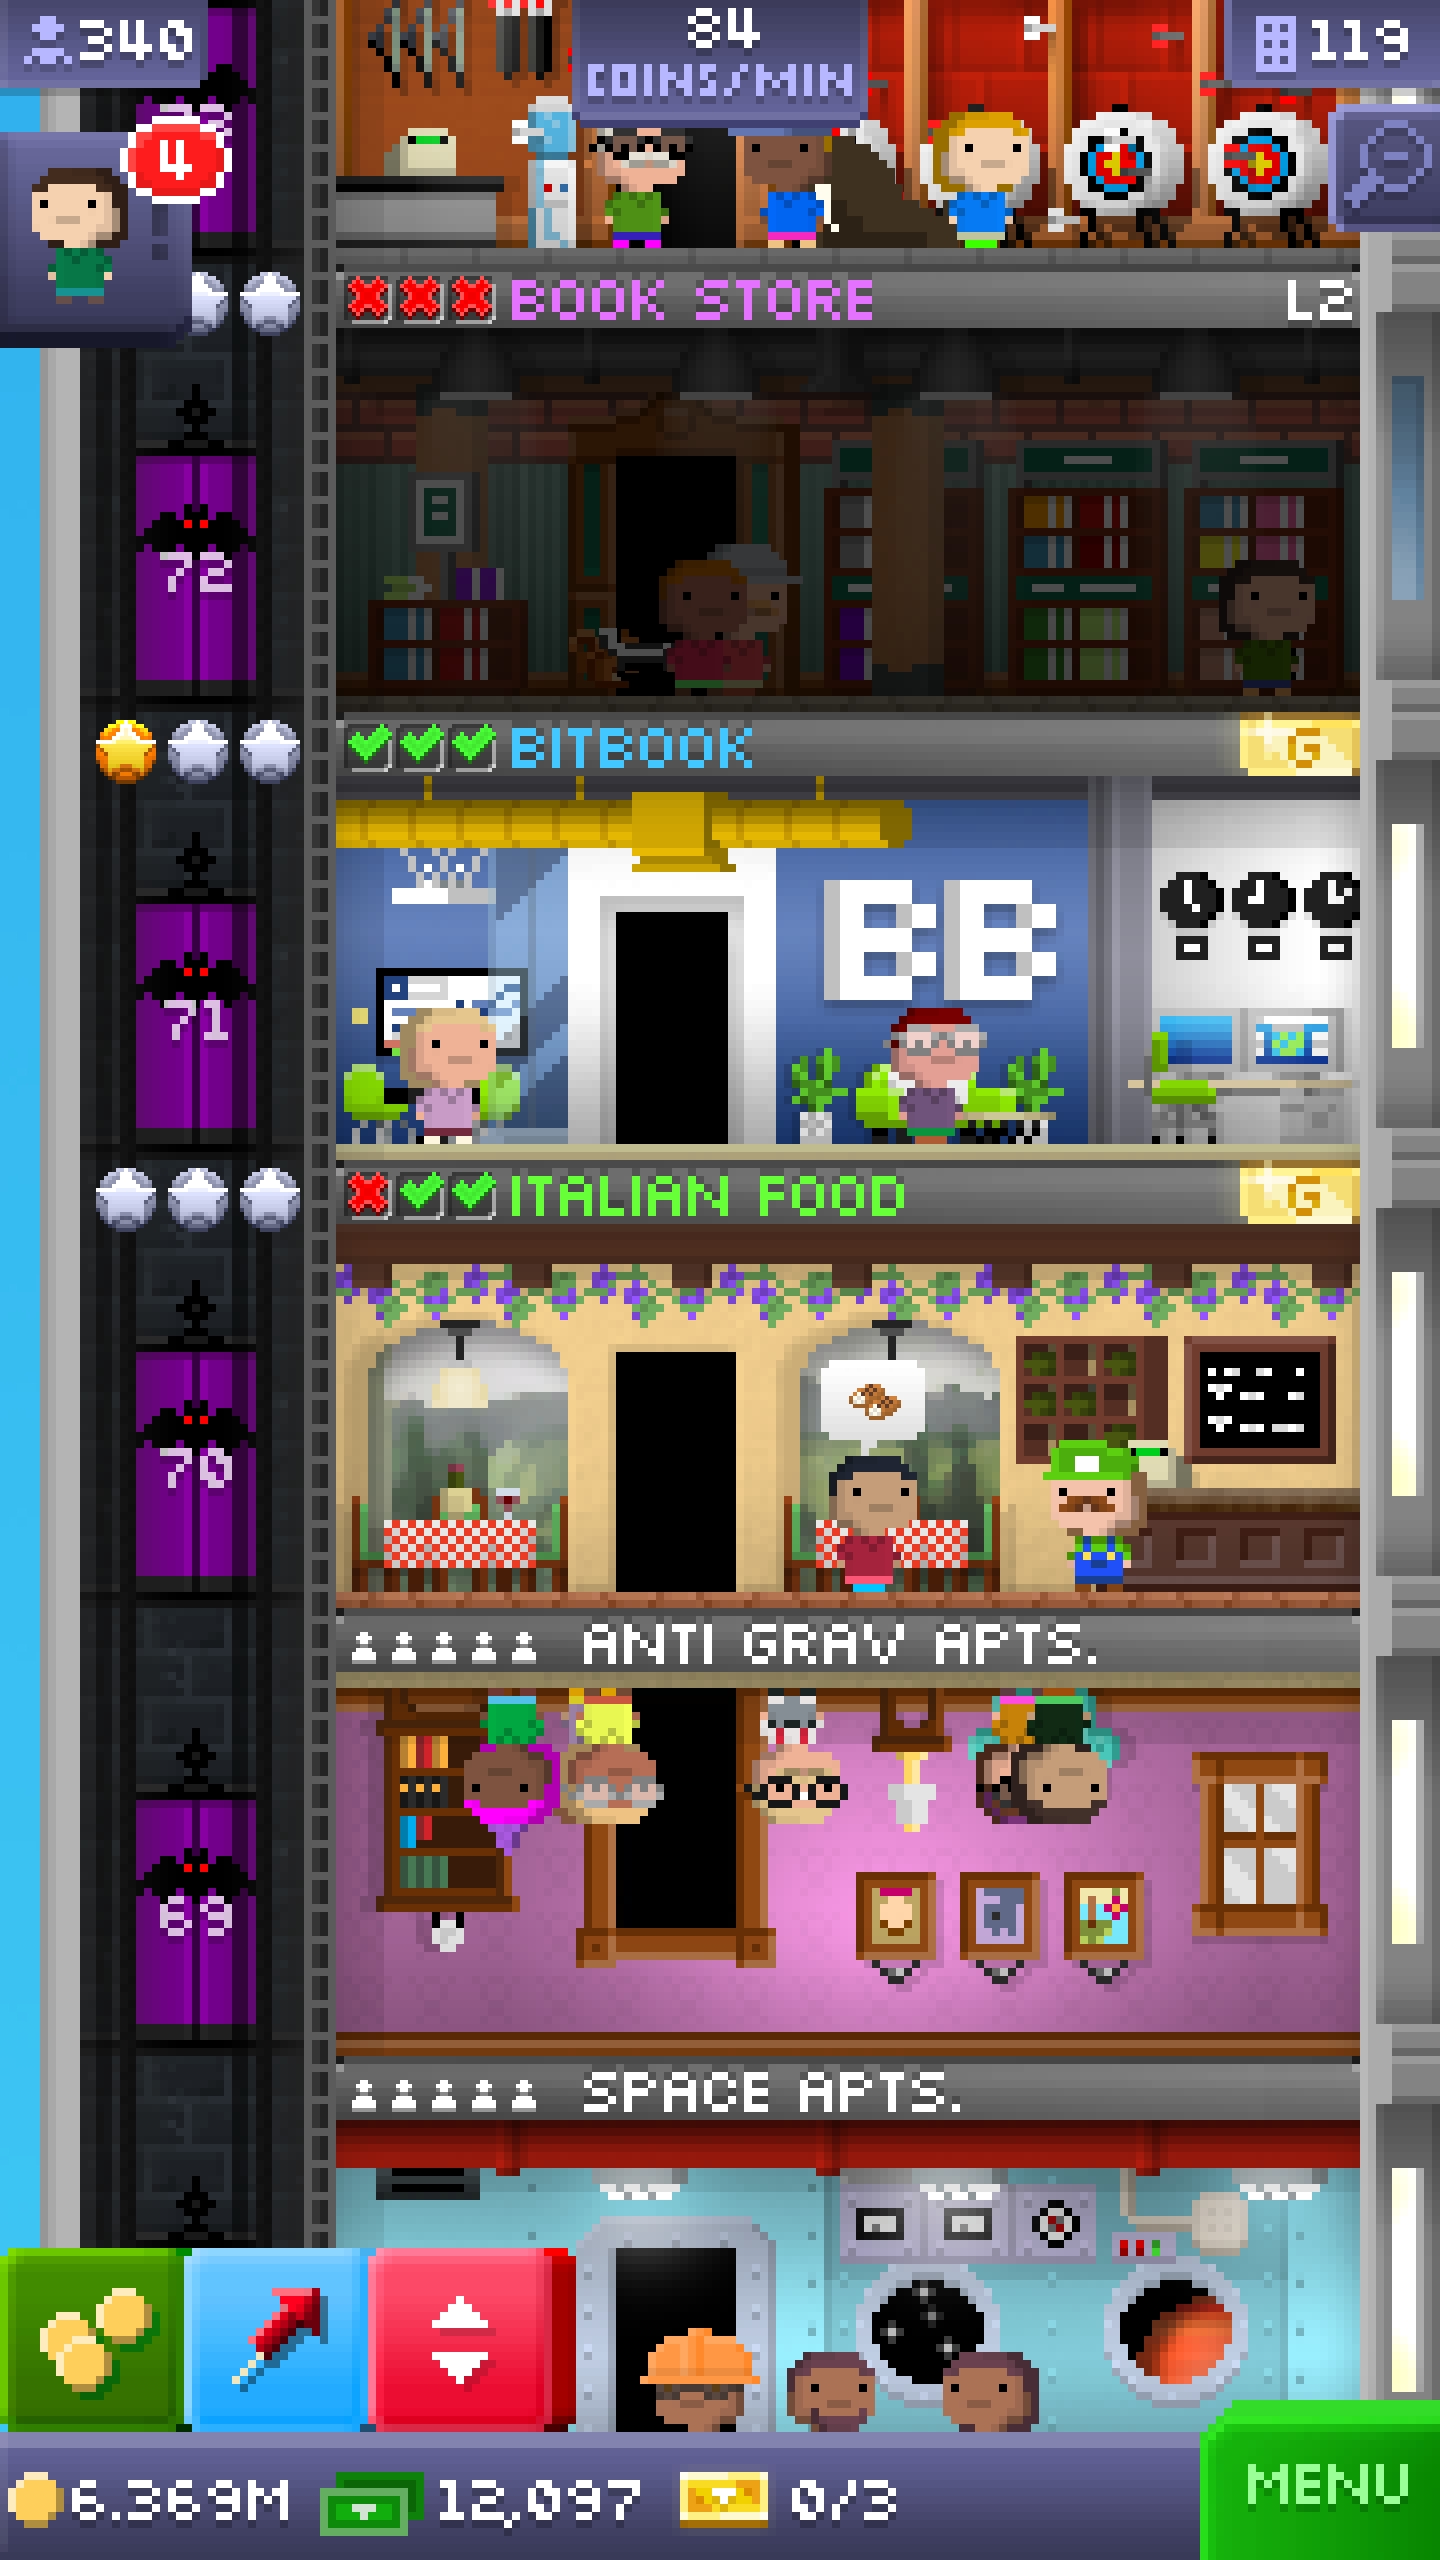 340
84
COINS/MIN
119
4
BOOK STORE
L2
72
BITBOOK
G
BB
71
ITALIAN FOOD
G
70
ANTI GRAV APTS.
69
SPACE APTS.
6.369M
12,097
0/3
MENU